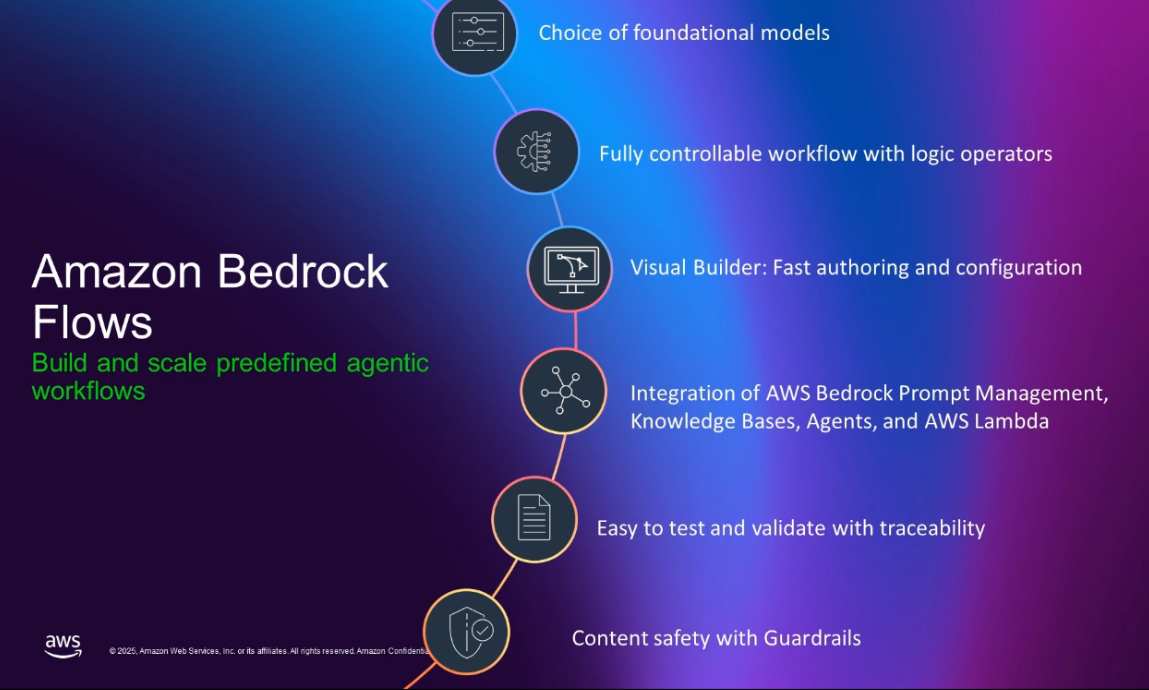 Choice of foundational models
Fully controllable workflow with logic operators
Amazon Bedrock
Flows
Build and scale predefined agentic
workflows
Visual Builder: Fast authoring and configuration
Integration of AWS Bedrock Prompt Management,
Knowledge Bases, Agents, and AWS Lambda
Easy to test and validate with traceability
Content safety with Guardrails
aws
© 2025, Amazon Web Services, Inc. or its affiliates. All rights reserved. Amazon